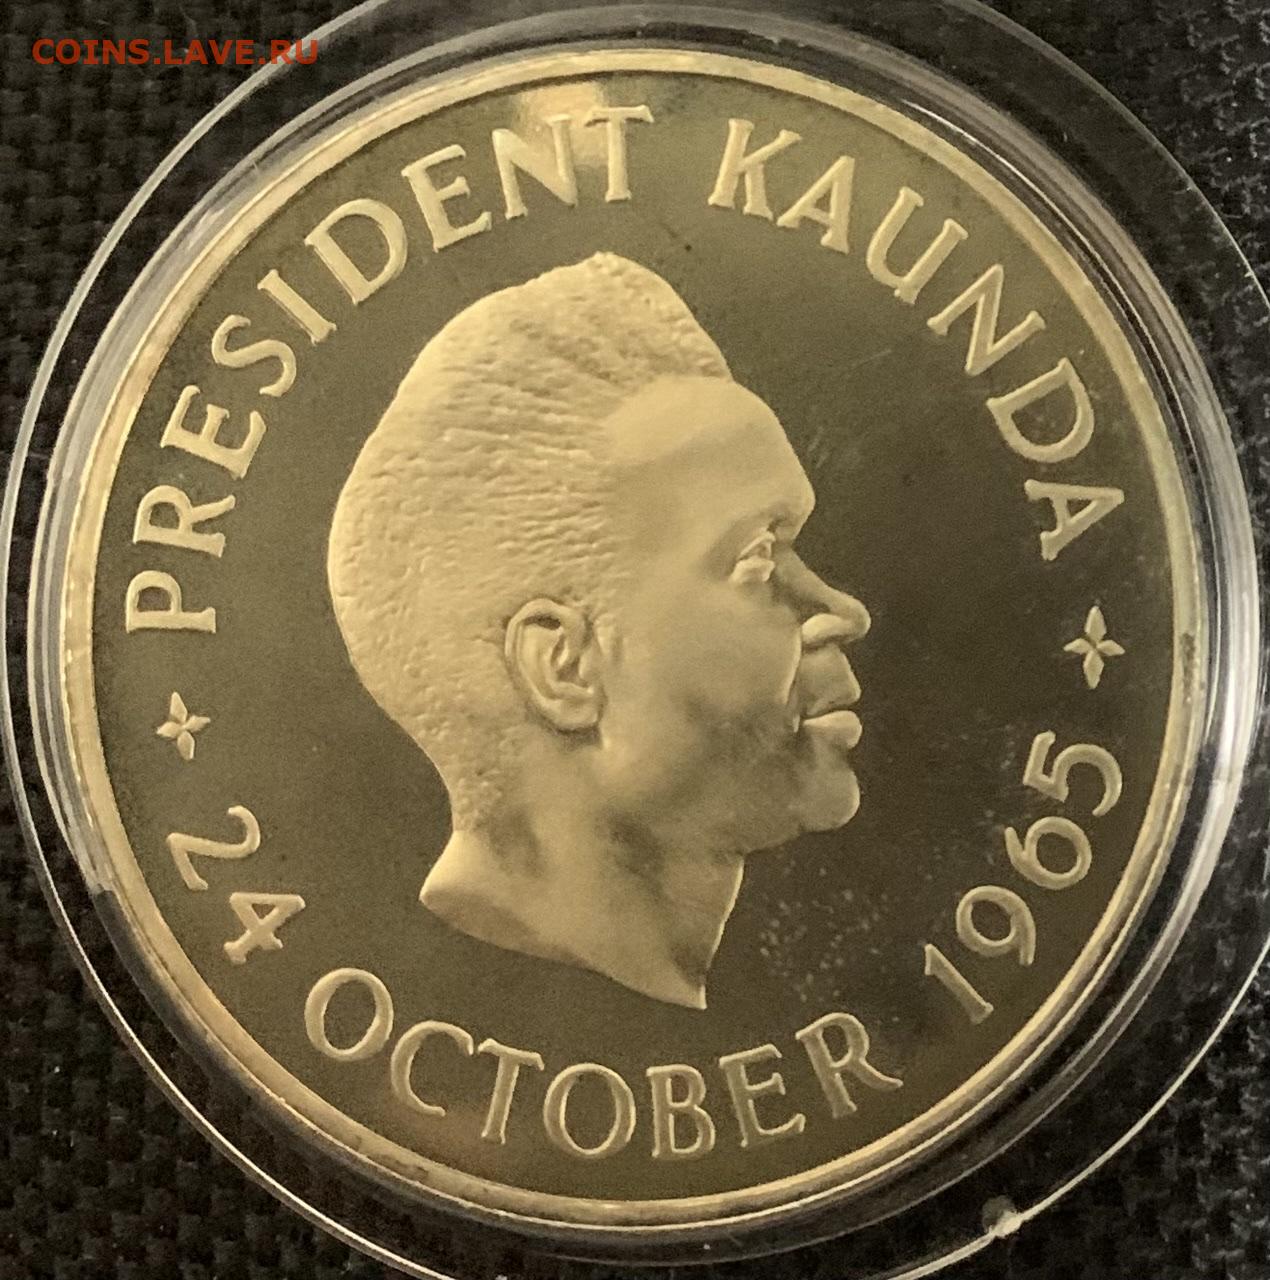 COINS.LAVE.RU
PRESIDENT KAUNDA
24 OCTOBER 1965